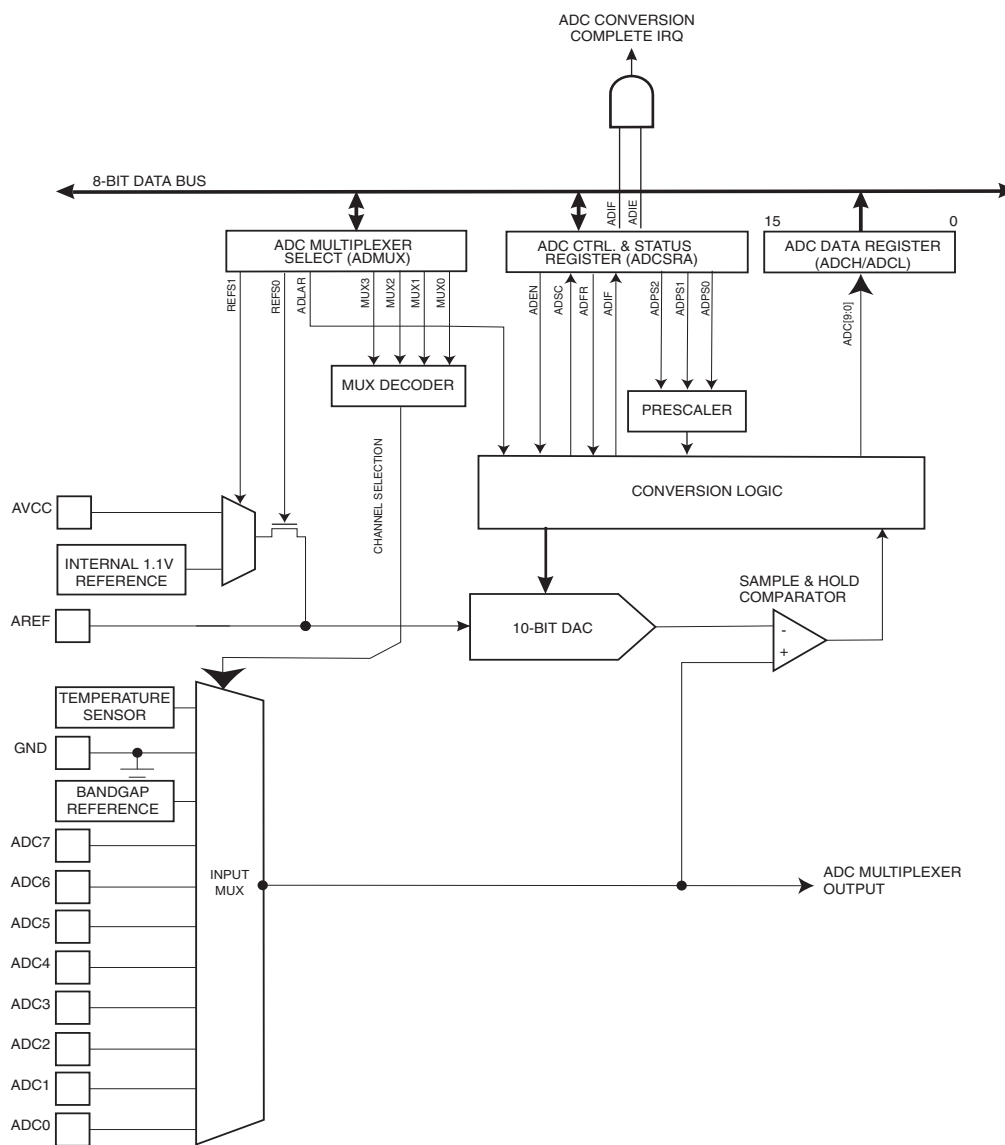 ADC CONVERSION
COMPLETE IRQ
8-BIT DATA BUS
ADIF
ADIE
15
0
ADC MULTIPLEXER
SELECT (ADMUX)
ADC CTRL. & STATUS
REGISTER (ADCSRA)
ADC DATA REGISTER
(ADCH/ADCL)
REFS1
REFS0
ADLAR
MUX3
MUX2
MUX1
MUX0
ADEN
ADSC
ADFR
ADIF
ADPS2
ADPS1
ADPS0
ADC[9:0]
MUX DECODER
PRESCALER
CHANNEL SELECTION
CONVERSION LOGIC
AVCC
INTERNAL 1.1V
REFERENCE
SAMPLE & HOLD
COMPARATOR
AREF
10-BIT DAC
-
+
TEMPERATURE
SENSOR
GND
BANDGAP
REFERENCE
ADC7
ADC6
INPUT
MUX
ADC MULTIPLEXER
OUTPUT
ADC5
ADC4
ADC3
ADC2
ADC1
ADC0